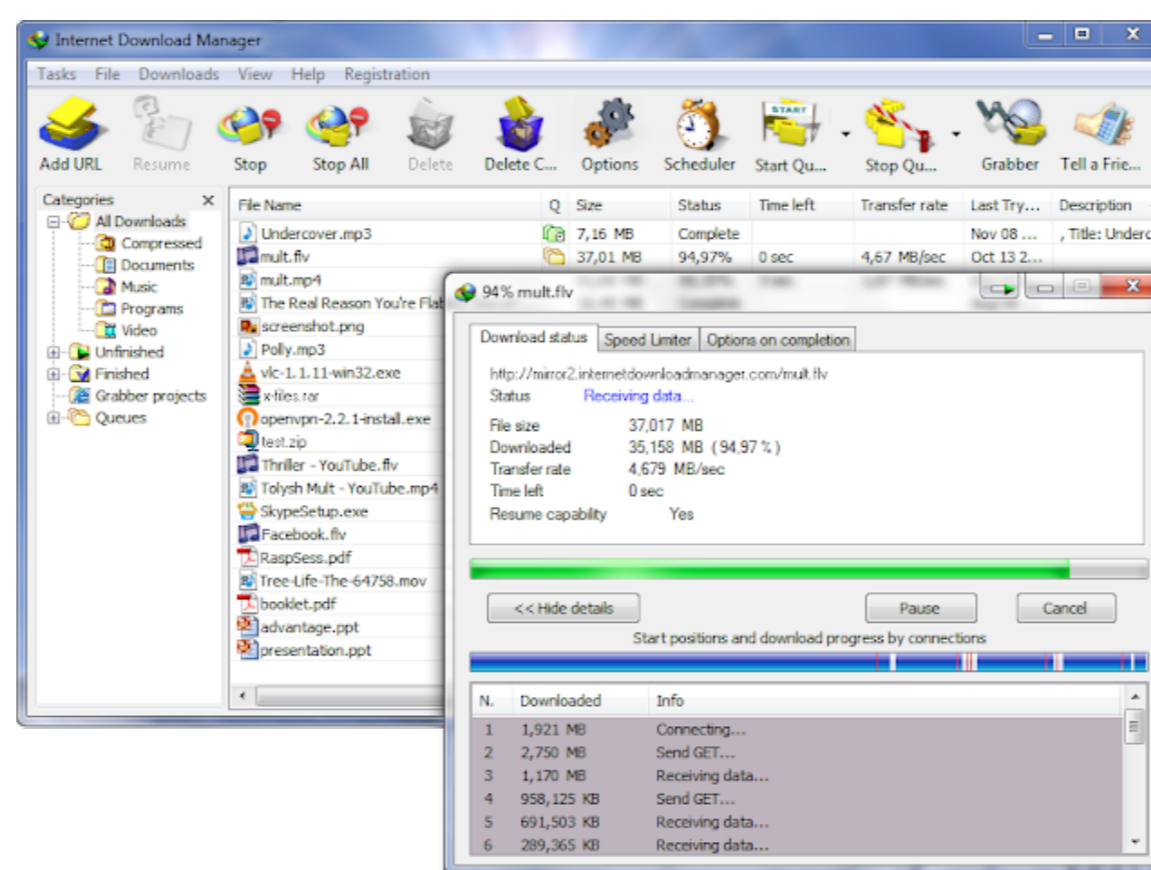 Internet Download Manager
Tasks File Downloads View Help Registration
Add URL Resume Stop Stop All Delete Delete C... Options Scheduler Start Qu... Stop Qu... Grabber Tell a Frie...
START
Categories
All Downloads
Compressed
Documents
Music
Programs
Video
Unfinished
Finished
Grabber projects
Queues
File Name Q Size Status Time left Transfer rate Last Try... Description
Undercover.mp3 7,16 MB Complete Nov 08 ... , Title: Underc
mult.flv 37,01 MB 94,97% 0 sec 4,67 MB/sec Oct 13 2...
mult.mp4
The Real Reason You're Flat
screenshot.png
Polly.mp3
vlc-1.1.11-win32.exe
x-files.rar
openvpn-2.2.1-install.exe
test.zip
Thriller - YouTube.flv
Tolysh Mult - YouTube.mp4
SkypeSetup.exe
Facebook.flv
RaspSess.pdf
Tree-Life-The-64758.mov
booklet.pdf
advantage.ppt
presentation.ppt
94% mult.flv
Download status Speed Limiter Options on completion
http://mirror2.internetdownloadmanager.com/mult.flv
Status Receiving data...
File size 37,017 MB
Downloaded 35,158 MB ( 94,97 % )
Transfer rate 4,679 MB/sec
Time left 0 sec
Resume capability Yes
<< Hide details Pause Cancel
Start positions and download progress by connections
N. Downloaded Info
1 1,921 MB Connecting...
2 2,750 MB Send GET...
3 1,170 MB Receiving data...
4 958,125 KB Send GET...
5 691,503 KB Receiving data...
6 289,365 KB Receiving data...